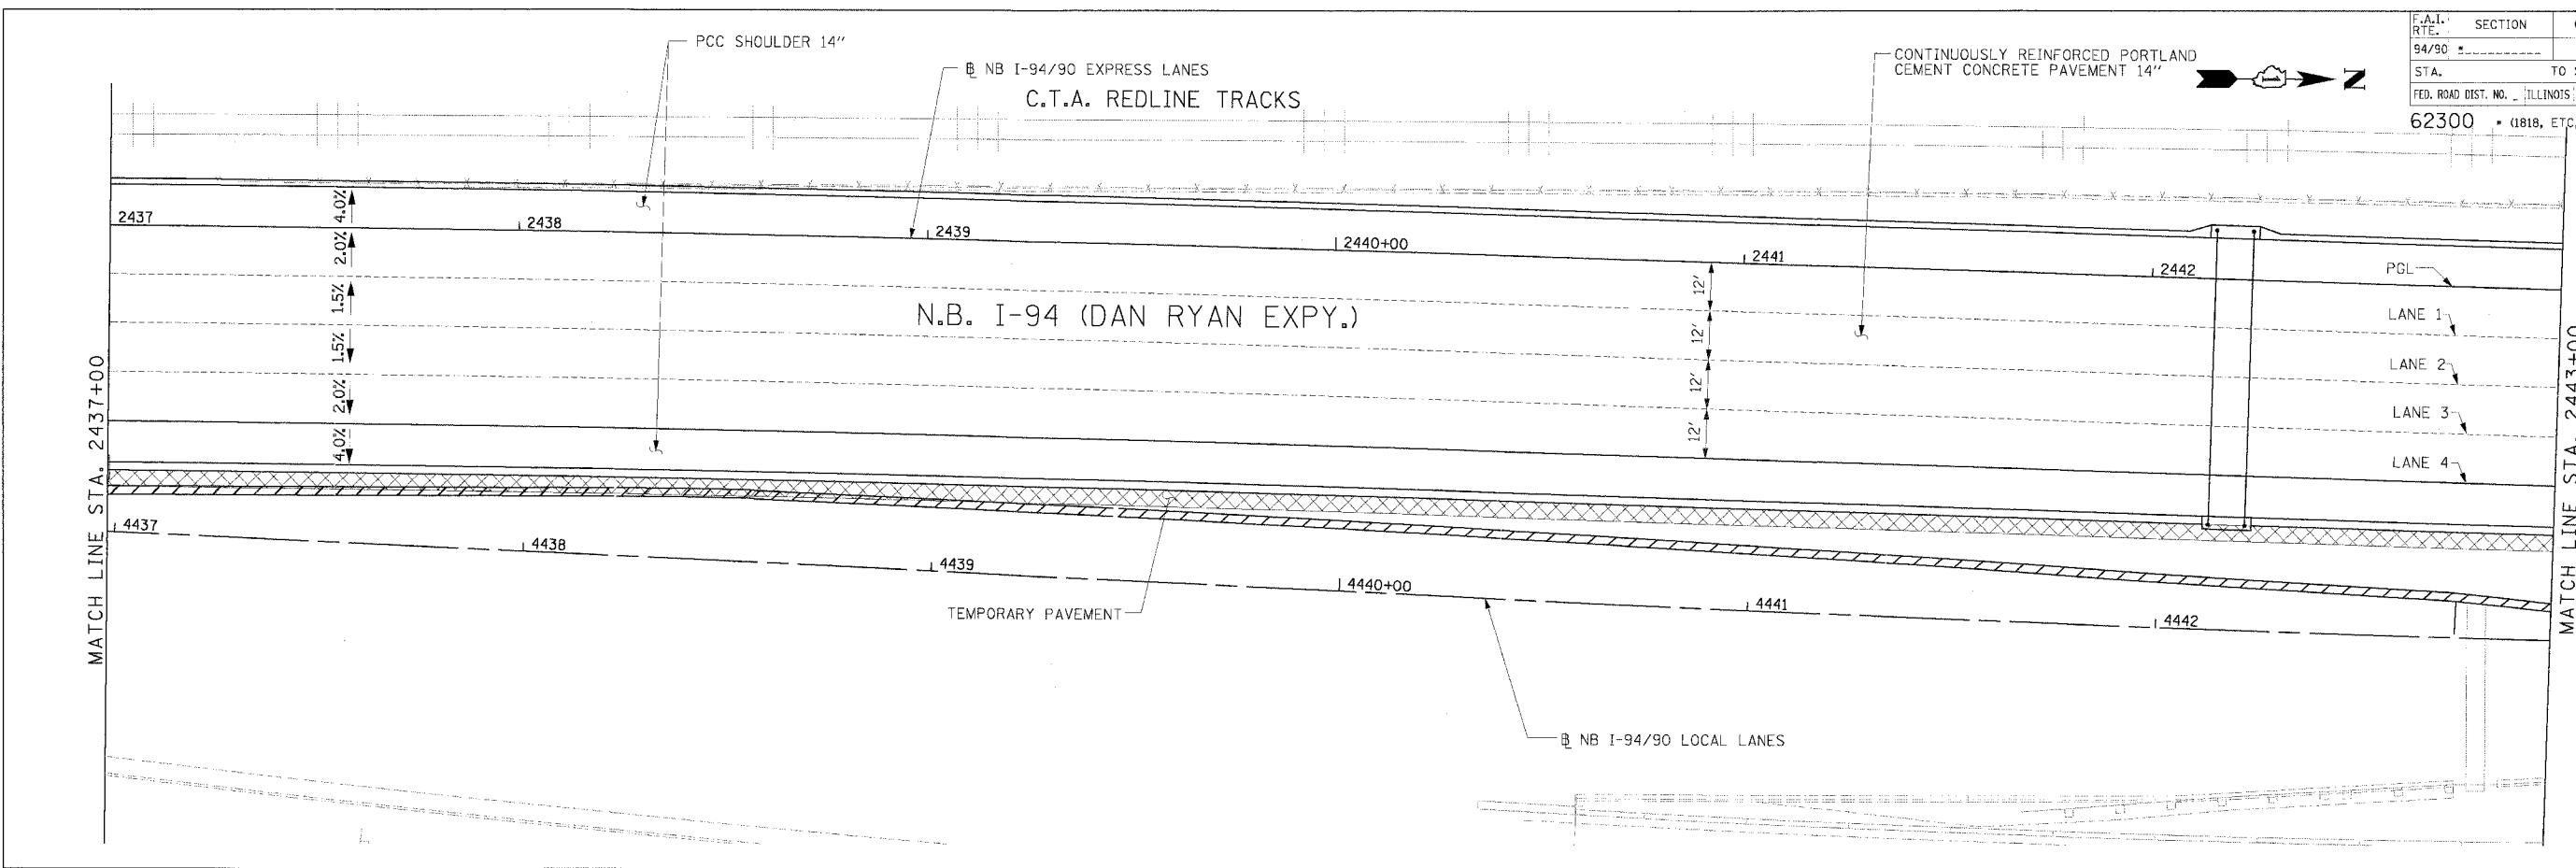 PCC SHOULDER 14"
℄ NB I-94/90 EXPRESS LANES
C.T.A. REDLINE TRACKS
CONTINUOUSLY REINFORCED PORTLAND
CEMENT CONCRETE PAVEMENT 14"
N
F.A.I. RTE. SECTION
94/90 *
STA. TO
FED. ROAD DIST. NO. _ ILLINOIS
62300 * (1818, ETC.
2437 2438 2439 2440+00 2441 2442
4.0%
2.0%
1.5%
1.5%
2.0%
4.0%
N.B. I-94 (DAN RYAN EXPY.)
12'
12'
12'
12'
PGL
LANE 1
LANE 2
LANE 3
LANE 4
MATCH LINE STA. 2437+00
MATCH LINE STA. 2443+00
4437 4438 4439 4440+00 4441 4442
TEMPORARY PAVEMENT
℄ NB I-94/90 LOCAL LANES